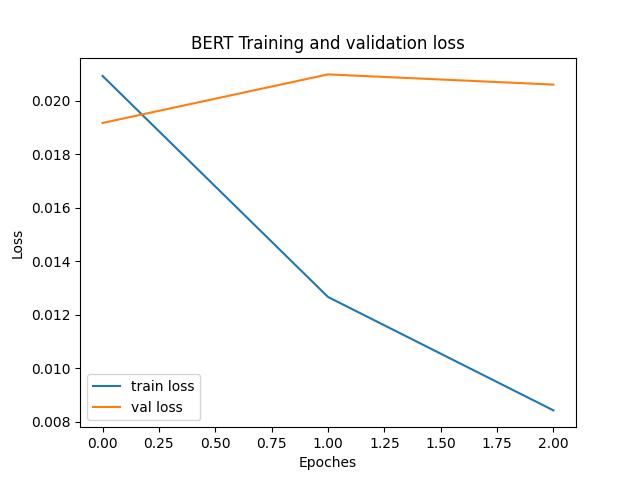 BERT Training and validation loss
0.020
0.018
0.016
0.014
0.012
0.010
0.008
Loss
train loss
val loss
0.00 0.25 0.50 0.75 1.00 1.25 1.50 1.75 2.00
Epoches